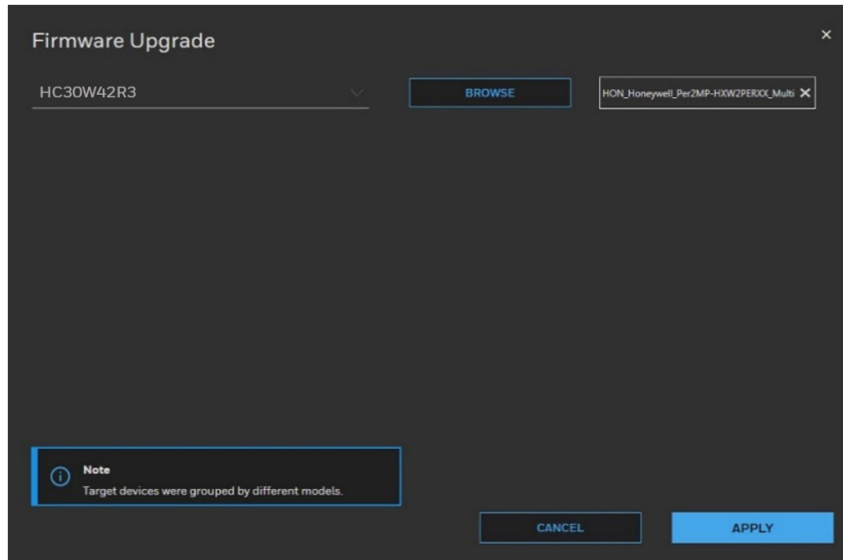 Firmware Upgrade
×
HC30W42R3
BROWSE
HON_Honeywell_Per2MP-HXW2PERXX_Multi ✕
Note
Target devices were grouped by different models.
CANCEL
APPLY